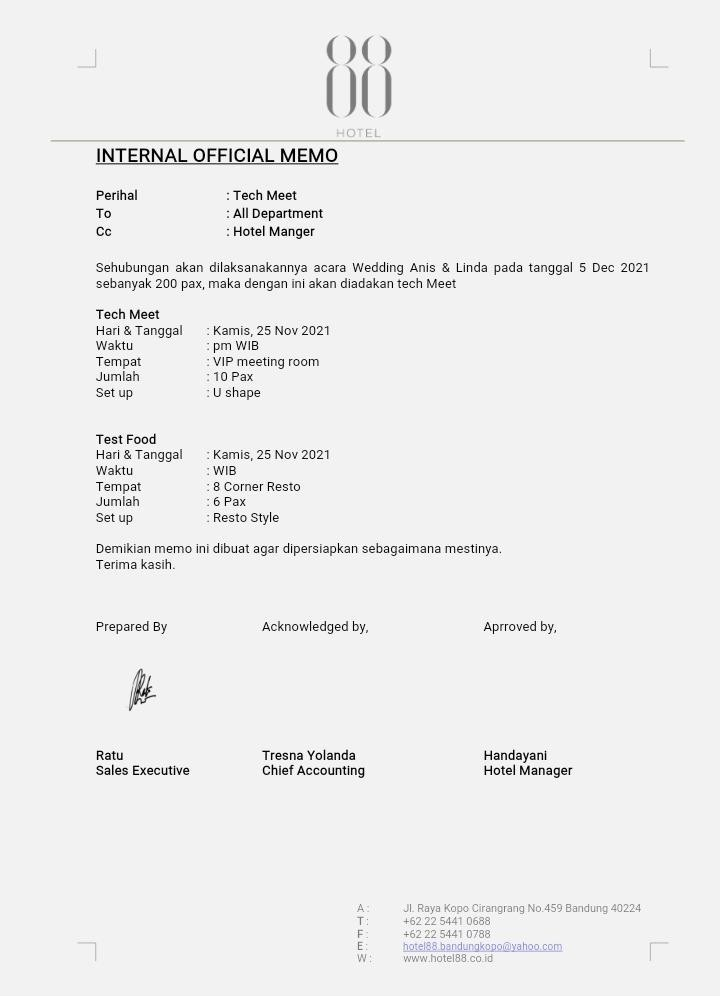 88
HOTEL
INTERNAL OFFICIAL MEMO
Perihal : Tech Meet
To : All Department
Cc : Hotel Manger
Sehubungan akan dilaksanakannya acara Wedding Anis & Linda pada tanggal 5 Dec 2021
sebanyak 200 pax, maka dengan ini akan diadakan tech Meet
Tech Meet
Hari & Tanggal : Kamis, 25 Nov 2021
Waktu : pm WIB
Tempat : VIP meeting room
Jumlah : 10 Pax
Set up : U shape
Test Food
Hari & Tanggal : Kamis, 25 Nov 2021
Waktu : WIB
Tempat : 8 Corner Resto
Jumlah : 6 Pax
Set up : Resto Style
Demikian memo ini dibuat agar dipersiapkan sebagaimana mestinya.
Terima kasih.
Prepared By Acknowledged by, Aprroved by,
Ratu Tresna Yolanda Handayani
Sales Executive Chief Accounting Hotel Manager
A : Jl. Raya Kopo Cirangrang No.459 Bandung 40224
T : +62 22 5441 0688
F : +62 22 5441 0788
E : hotel88.bandungkopo@yahoo.com
W : www.hotel88.co.id